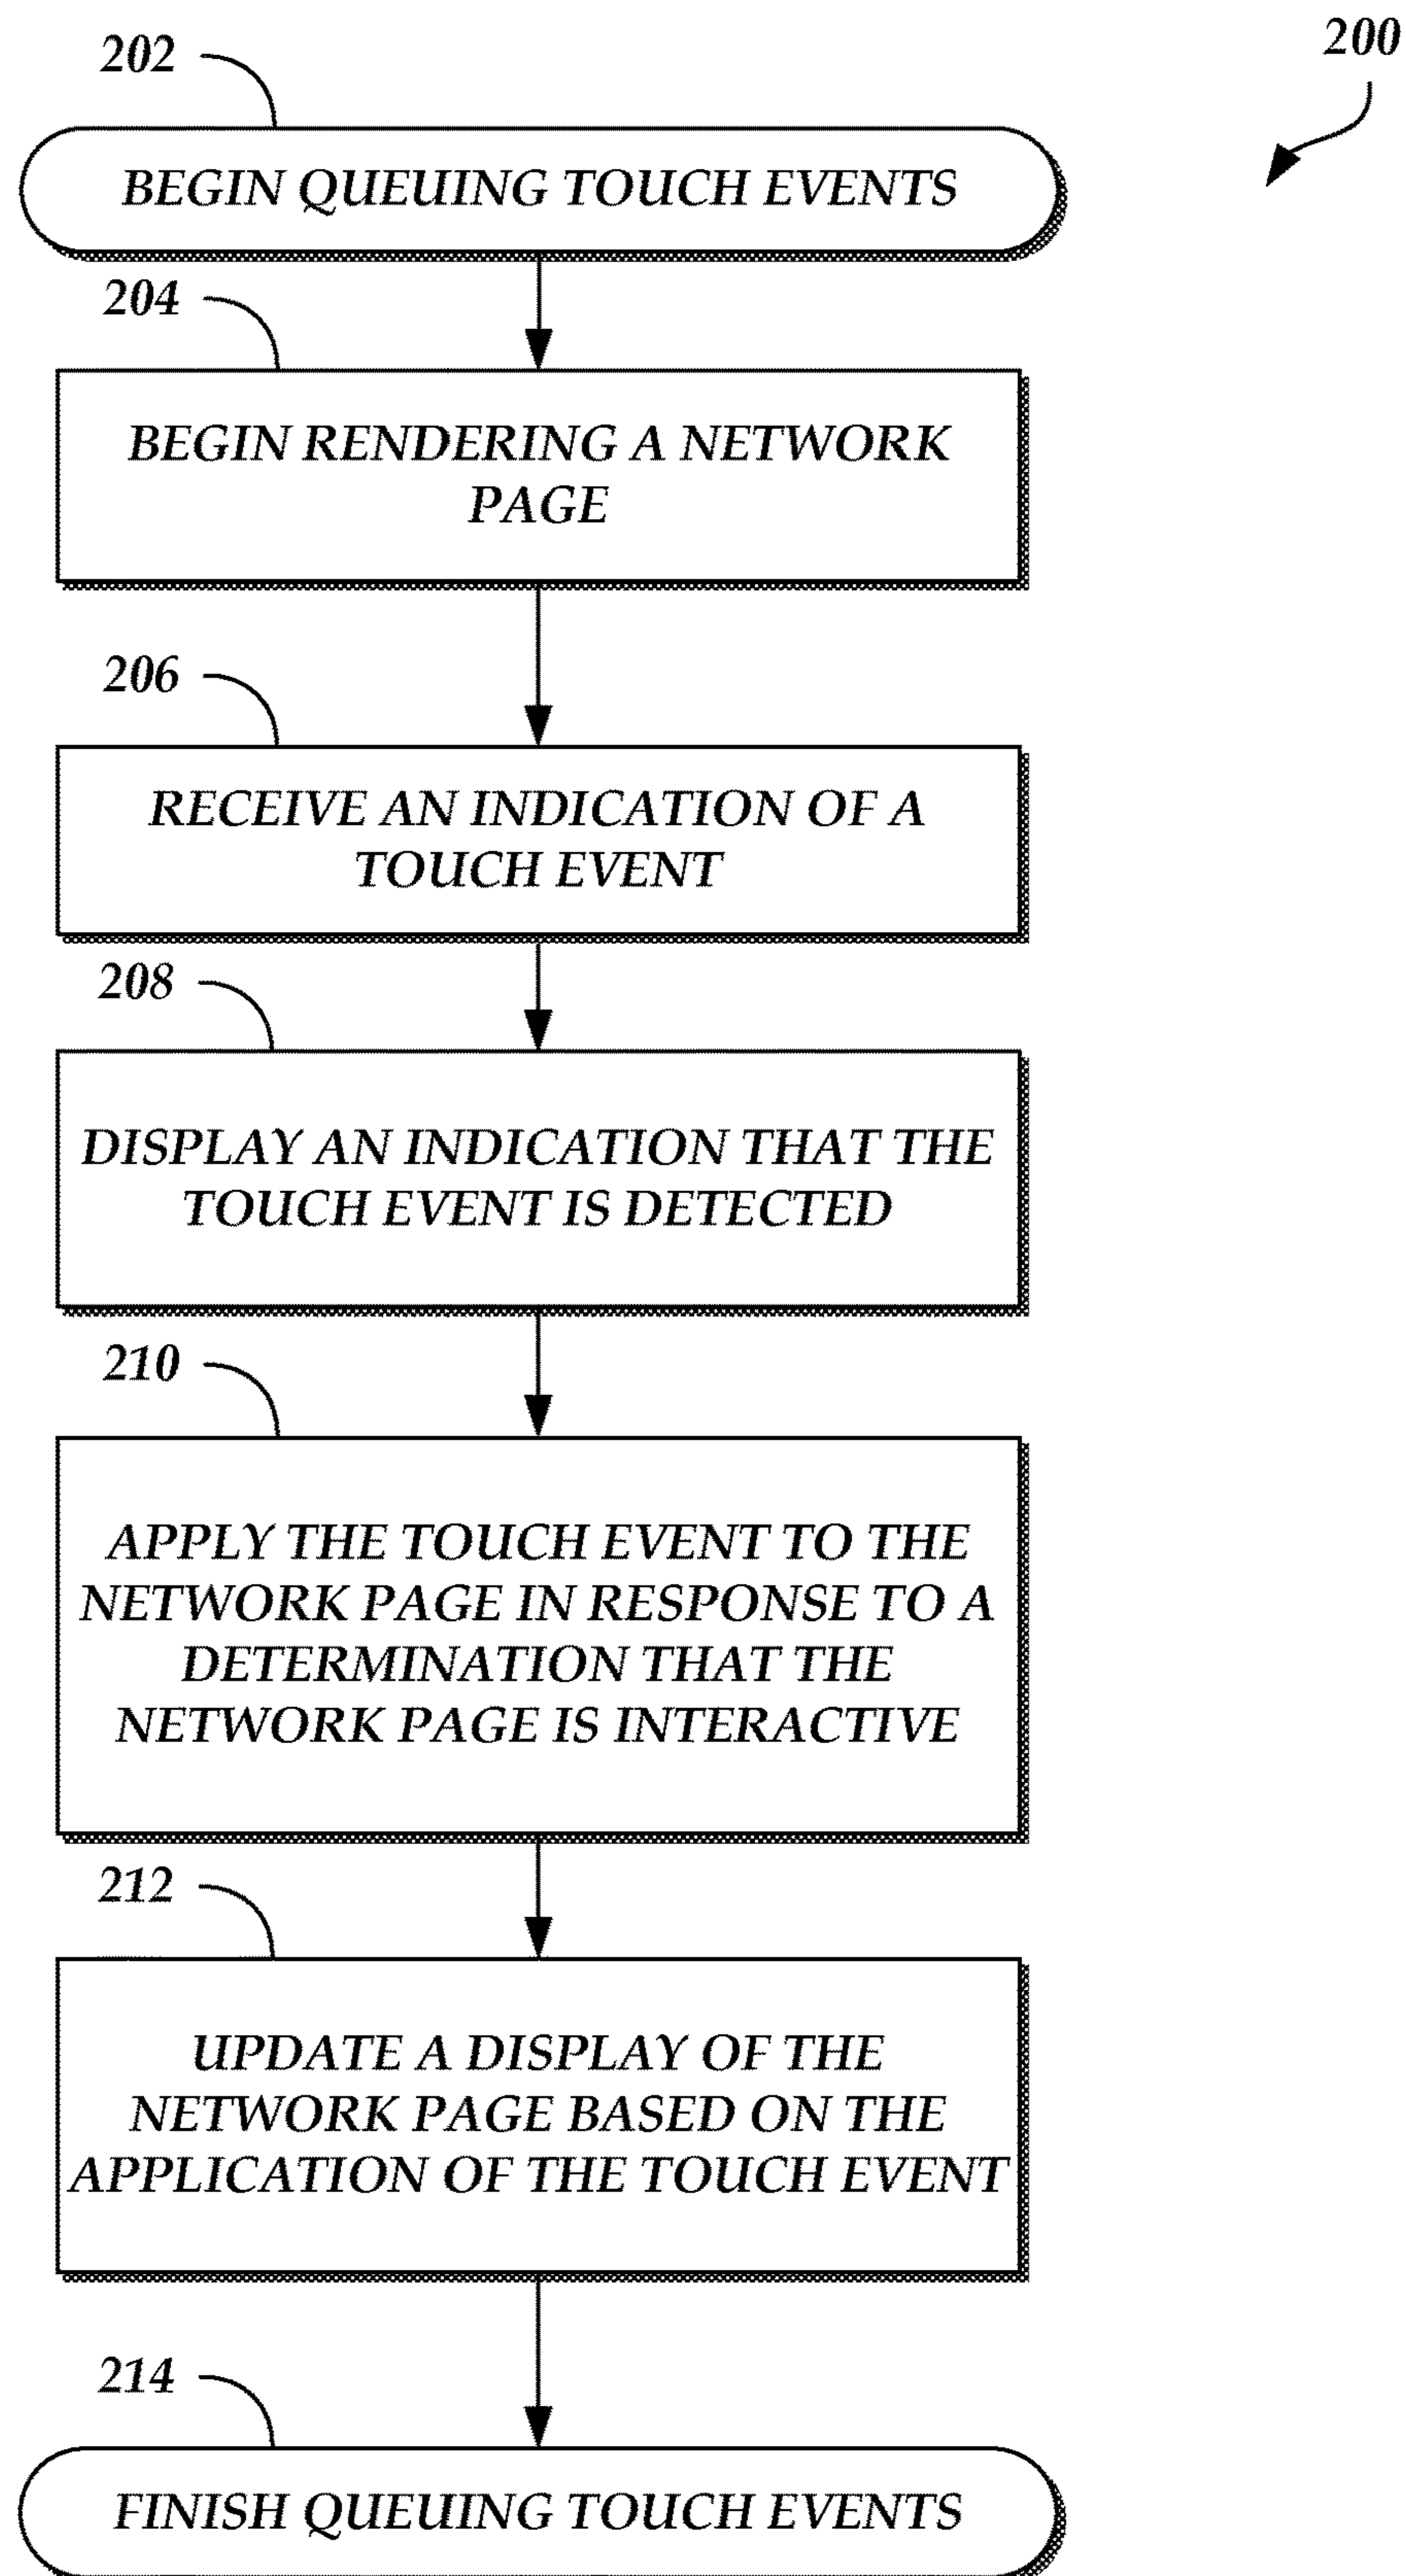 200
202
BEGIN QUEUING TOUCH EVENTS
204
BEGIN RENDERING A NETWORK
PAGE
206
RECEIVE AN INDICATION OF A
TOUCH EVENT
208
DISPLAY AN INDICATION THAT THE
TOUCH EVENT IS DETECTED
210
APPLY THE TOUCH EVENT TO THE
NETWORK PAGE IN RESPONSE TO A
DETERMINATION THAT THE
NETWORK PAGE IS INTERACTIVE
212
UPDATE A DISPLAY OF THE
NETWORK PAGE BASED ON THE
APPLICATION OF THE TOUCH EVENT
214
FINISH QUEUING TOUCH EVENTS